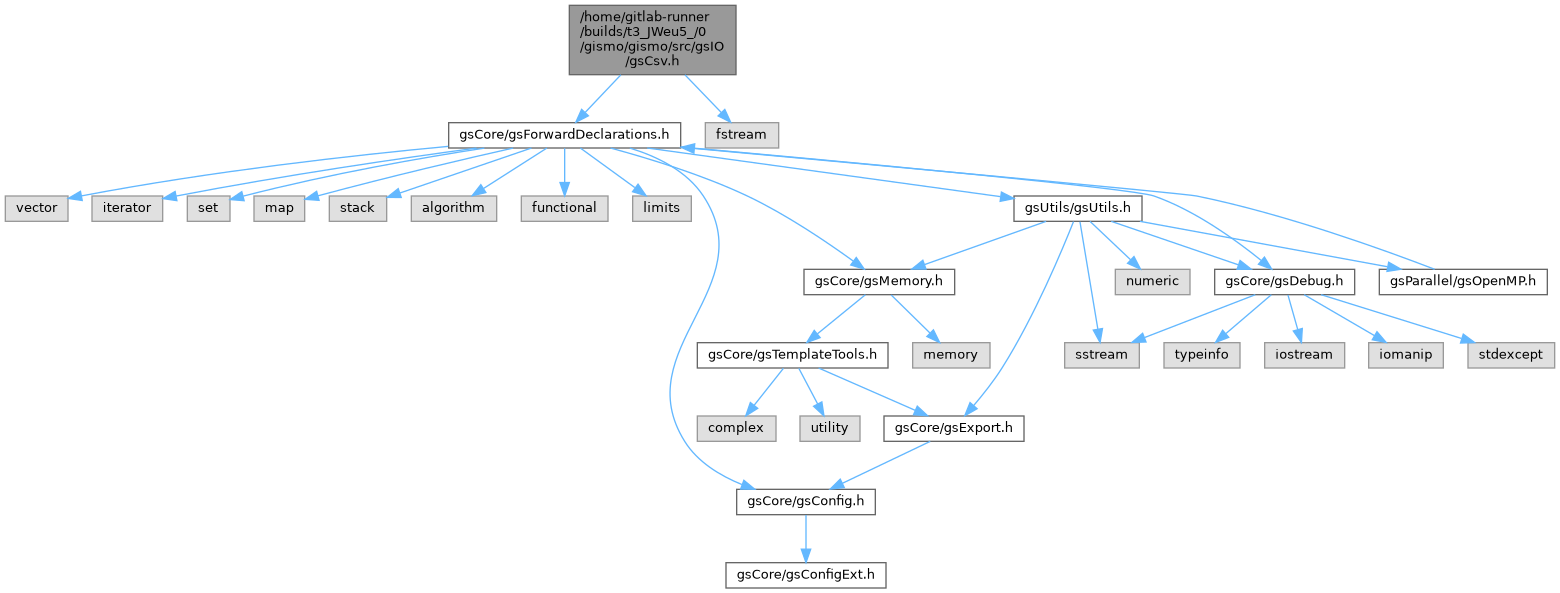 /home/gitlab-runner
/builds/t3_JWeu5_/0
/gismo/gismo/src/gsIO
/gsCsv.h
gsCore/gsForwardDeclarations.h
fstream
vector
iterator
set
map
stack
algorithm
functional
limits
gsUtils/gsUtils.h
gsCore/gsMemory.h
numeric
gsCore/gsDebug.h
gsParallel/gsOpenMP.h
gsCore/gsTemplateTools.h
memory
sstream
typeinfo
iostream
iomanip
stdexcept
complex
utility
gsCore/gsExport.h
gsCore/gsConfig.h
gsCore/gsConfigExt.h